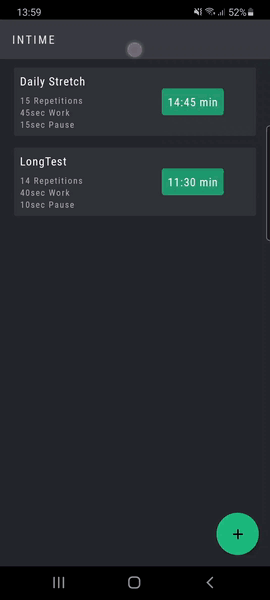 13:59
52%
INTIME
Daily Stretch
15 Repetitions
45sec Work
15sec Pause
14:45 min
LongTest
14 Repetitions
40sec Work
10sec Pause
11:30 min
+